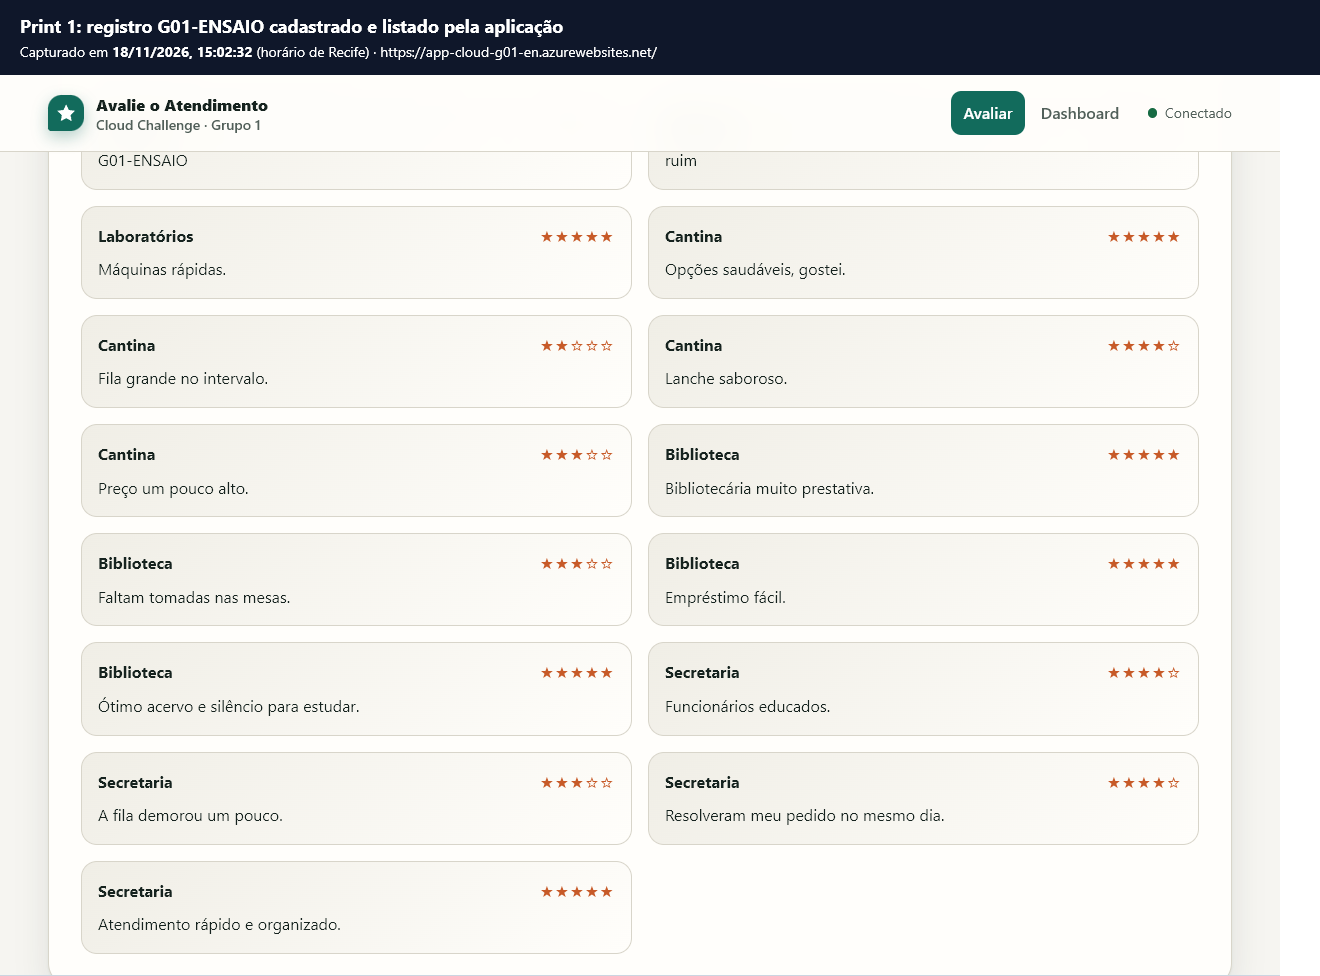 Print 1: registro G01-ENSAIO cadastrado e listado pela aplicação
Capturado em 18/11/2026, 15:02:32 (horário de Recife) · https://app-cloud-g01-en.azurewebsites.net/
Avalie o Atendimento
Cloud Challenge · Grupo 1
Avaliar
Dashboard
Conectado
G01-ENSAIO
ruim
Laboratórios ★★★★★
Máquinas rápidas.
Cantina ★★★★★
Opções saudáveis, gostei.
Cantina ★★☆☆☆
Fila grande no intervalo.
Cantina ★★★★☆
Lanche saboroso.
Cantina ★★★☆☆
Preço um pouco alto.
Biblioteca ★★★★★
Bibliotecária muito prestativa.
Biblioteca ★★★☆☆
Faltam tomadas nas mesas.
Biblioteca ★★★★★
Empréstimo fácil.
Biblioteca ★★★★★
Ótimo acervo e silêncio para estudar.
Secretaria ★★★★☆
Funcionários educados.
Secretaria ★★★☆☆
A fila demorou um pouco.
Secretaria ★★★★☆
Resolveram meu pedido no mesmo dia.
Secretaria ★★★★★
Atendimento rápido e organizado.